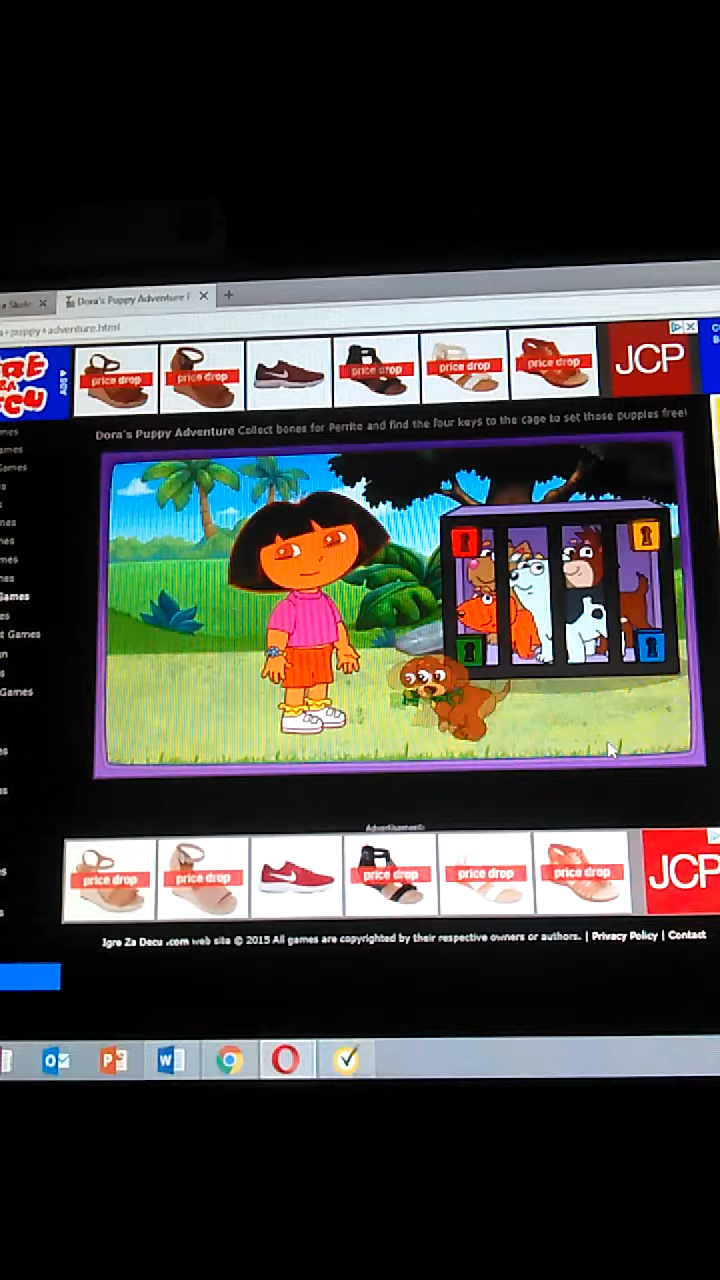 Dora's Puppy Adventure
puppy+adventure.html
ADS
price drop
price drop
price drop
price drop
price drop
JCP
Dora's Puppy Adventure Collect bones for Perrito and find the four keys to the cage to set those puppies free!
Games
Games
Games
Advertisement:
price drop
price drop
price drop
price drop
price drop
JCP
Igre Za Decu .com web site © 2015 All games are copyrighted by their respective owners or authors. | Privacy Policy | Contact